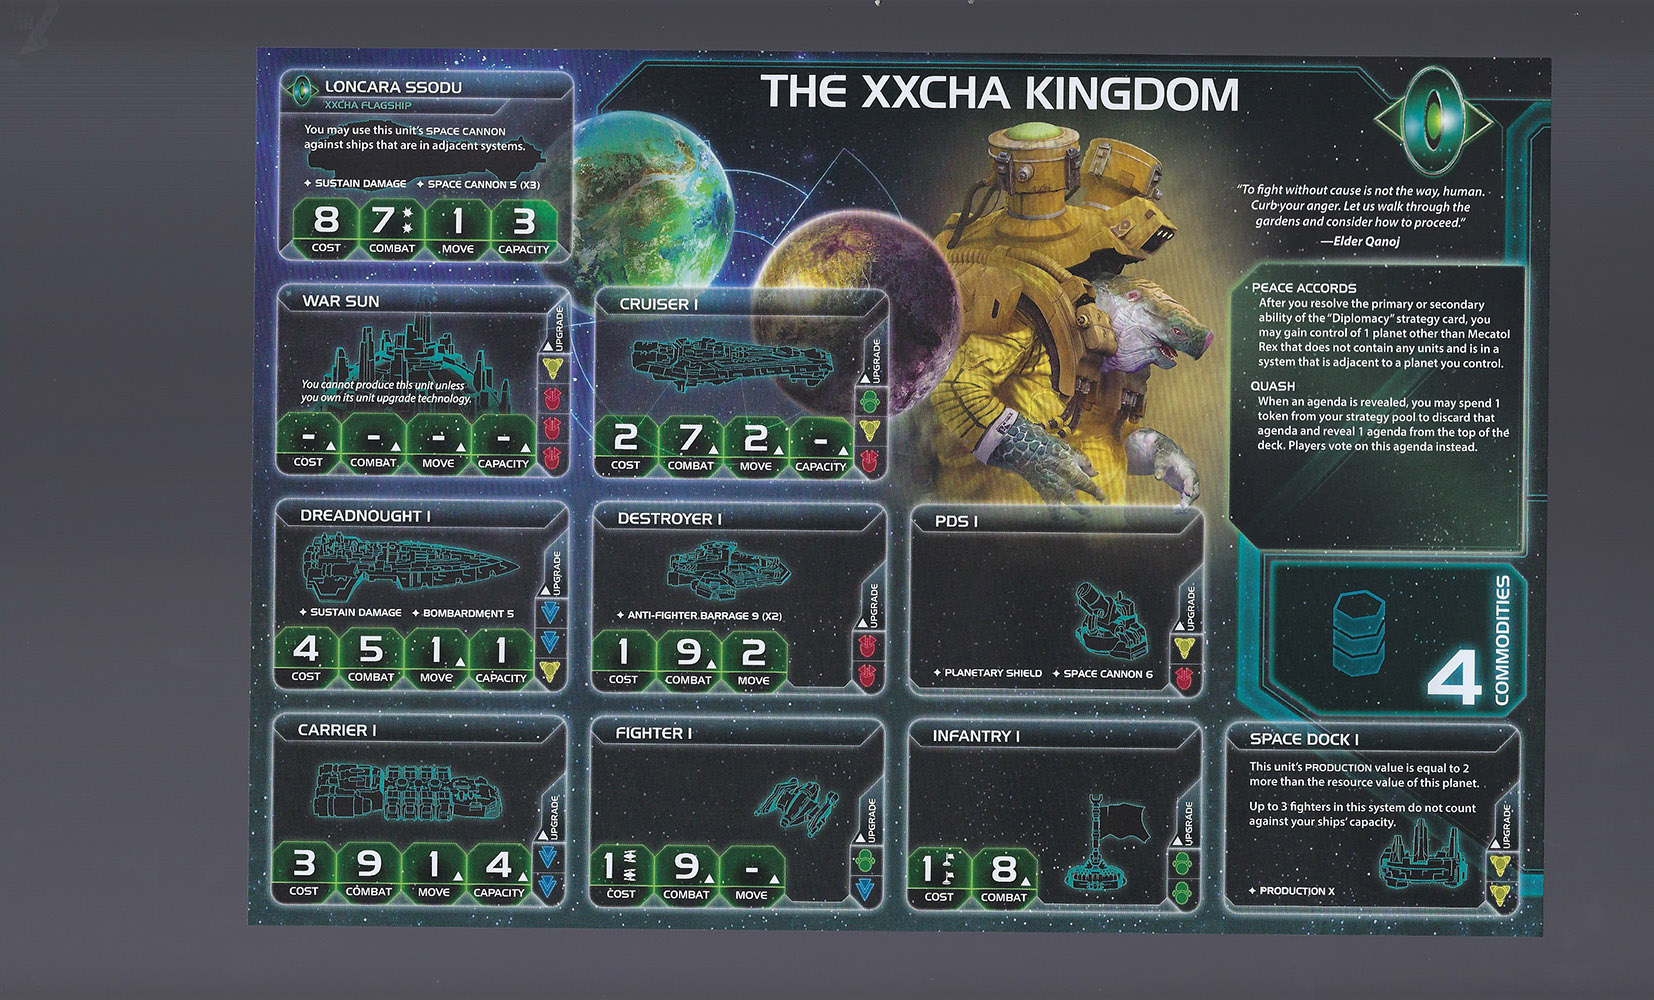 THE XXCHA KINGDOM
LONCARA SSODU
XXCHA FLAGSHIP
You may use this unit's SPACE CANNON
against ships that are in adjacent systems.
✦ SUSTAIN DAMAGE ✦ SPACE CANNON 5 (X3)
8 7 1 3
COST COMBAT MOVE CAPACITY
"To fight without cause is not the way, human.
Curb your anger. Let us walk through the
gardens and consider how to proceed."
—Elder Qanoj
PEACE ACCORDS
After you resolve the primary or secondary
ability of the "Diplomacy" strategy card, you
may gain control of 1 planet other than Mecatol
Rex that does not contain any units and is in a
system that is adjacent to a planet you control.
QUASH
When an agenda is revealed, you may spend 1
token from your strategy pool to discard that
agenda and reveal 1 agenda from the top of the
deck. Players vote on this agenda instead.
WAR SUN
You cannot produce this unit unless
you own its unit upgrade technology.
- - - -
COST COMBAT MOVE CAPACITY
UPGRADE
CRUISER I
2 7 2 -
COST COMBAT MOVE CAPACITY
UPGRADE
DREADNOUGHT I
✦ SUSTAIN DAMAGE ✦ BOMBARDMENT 5
4 5 1 1
COST COMBAT MOVE CAPACITY
UPGRADE
DESTROYER I
✦ ANTI-FIGHTER BARRAGE 9 (X2)
1 9 2
COST COMBAT MOVE
UPGRADE
PDS I
✦ PLANETARY SHIELD ✦ SPACE CANNON 6
UPGRADE
4
COMMODITIES
CARRIER I
3 9 1 4
COST COMBAT MOVE CAPACITY
UPGRADE
FIGHTER I
1 9 -
COST COMBAT MOVE
UPGRADE
INFANTRY I
1 8
COST COMBAT
UPGRADE
SPACE DOCK I
This unit's PRODUCTION value is equal to 2
more than the resource value of this planet.
Up to 3 fighters in this system do not count
against your ships' capacity.
✦ PRODUCTION X
UPGRADE